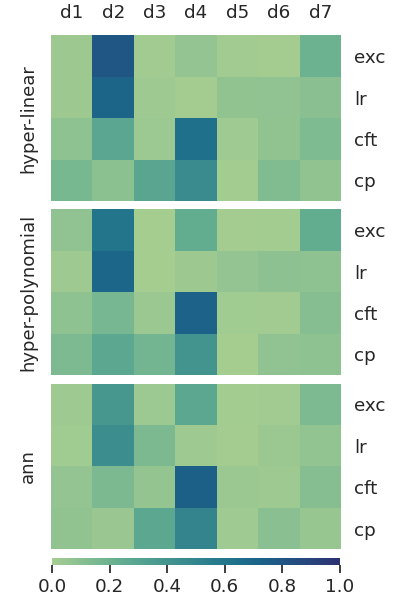 d1 d2 d3 d4 d5 d6 d7
hyper-linear
exc
lr
cft
cp
hyper-polynomial
exc
lr
cft
cp
ann
exc
lr
cft
cp
0.0 0.2 0.4 0.6 0.8 1.0